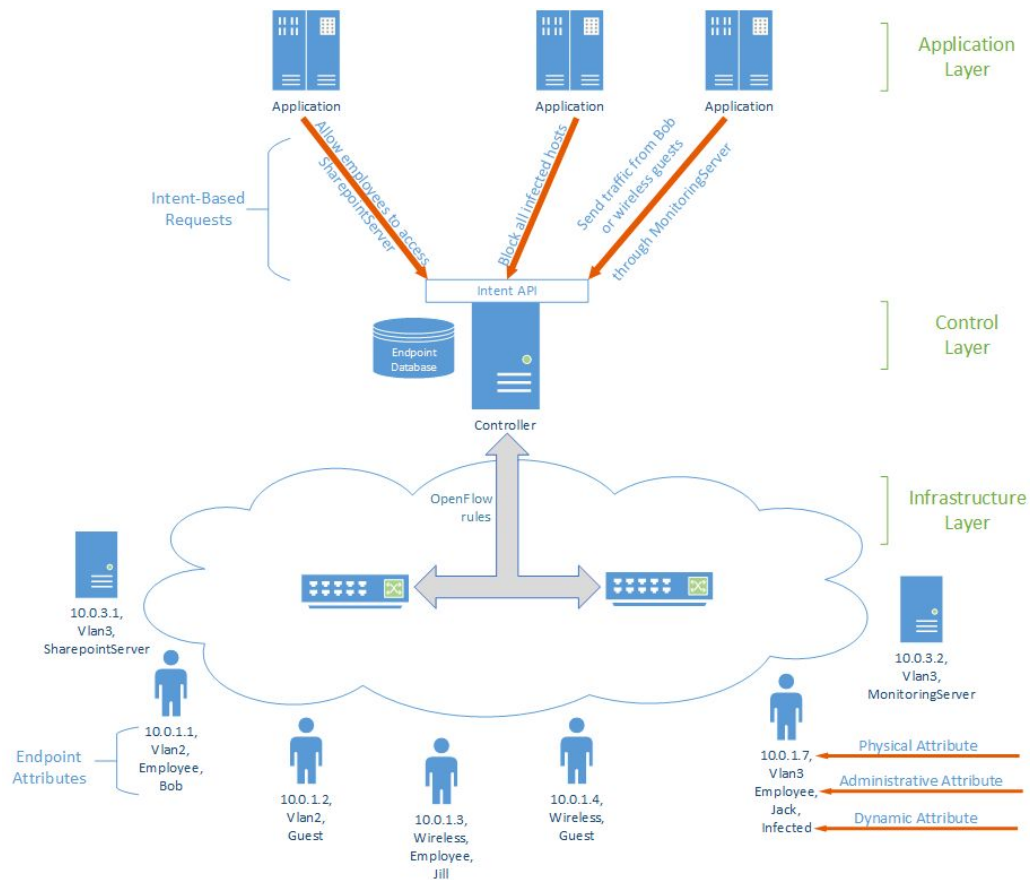 Application
Application
Application
Application
Layer
Allow employees to access
SharepointServer
Block all infected hosts
Send traffic from Bob
or wireless guests
through MonitoringServer
Intent-Based
Requests
Intent API
Endpoint
Database
Controller
Control
Layer
OpenFlow
rules
Infrastructure
Layer
10.0.3.1,
Vlan3,
SharepointServer
10.0.3.2,
Vlan3,
MonitoringServer
Endpoint
Attributes
10.0.1.1,
Vlan2,
Employee,
Bob
10.0.1.2,
Vlan2,
Guest
10.0.1.3,
Wireless,
Employee,
Jill
10.0.1.4,
Wireless,
Guest
10.0.1.7,
Vlan3
Employee,
Jack,
Infected
Physical Attribute
Administrative Attribute
Dynamic Attribute